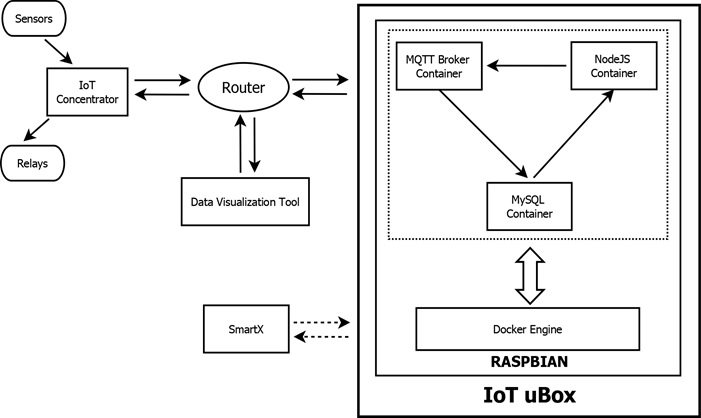 Sensors
IoT
Concentrator
Relays
Router
Data Visualization Tool
SmartX
MQTT Broker
Container
NodeJS
Container
MySQL
Container
Docker Engine
RASPBIAN
IoT uBox